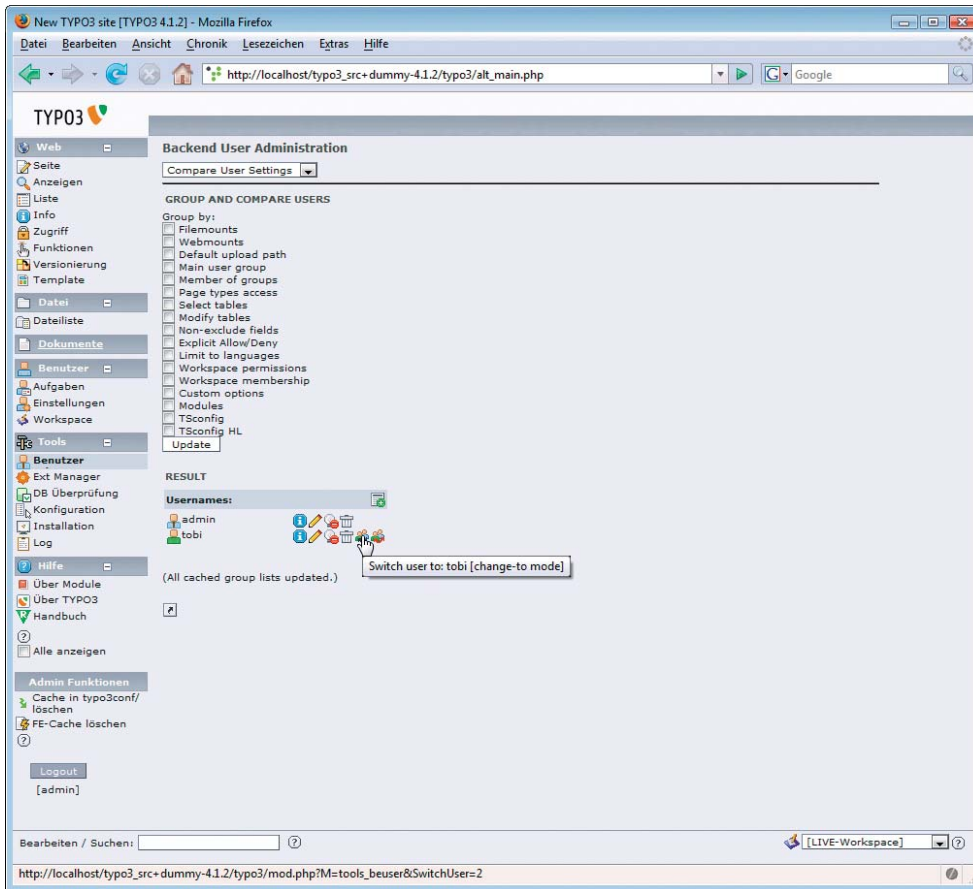 New TYPO3 site [TYPO3 4.1.2] - Mozilla Firefox
Datei Bearbeiten Ansicht Chronik Lesezeichen Extras Hilfe
http://localhost/typo3_src+dummy-4.1.2/typo3/alt_main.php
G Google
TYPO3
Web
Seite
Anzeigen
Liste
Info
Zugriff
Funktionen
Versionierung
Template
Datei
Dateiliste
Dokumente
Benutzer
Aufgaben
Einstellungen
Workspace
Tools
Benutzer
Ext Manager
DB Überprüfung
Konfiguration
Installation
Log
Hilfe
Über Module
Über TYPO3
Handbuch
Alle anzeigen
Admin Funktionen
Cache in typo3conf/
löschen
FE-Cache löschen
Logout
[admin]
Backend User Administration
Compare User Settings
GROUP AND COMPARE USERS
Group by:
Filemounts
Webmounts
Default upload path
Main user group
Member of groups
Page types access
Select tables
Modify tables
Non-exclude fields
Explicit Allow/Deny
Limit to languages
Workspace permissions
Workspace membership
Custom options
Modules
TSconfig
TSconfig HL
Update
RESULT
Usernames:
admin
tobi
Switch user to: tobi [change-to mode]
(All cached group lists updated.)
Bearbeiten / Suchen:
[LIVE-Workspace]
http://localhost/typo3_src+dummy-4.1.2/typo3/mod.php?M=tools_beuser&SwitchUser=2